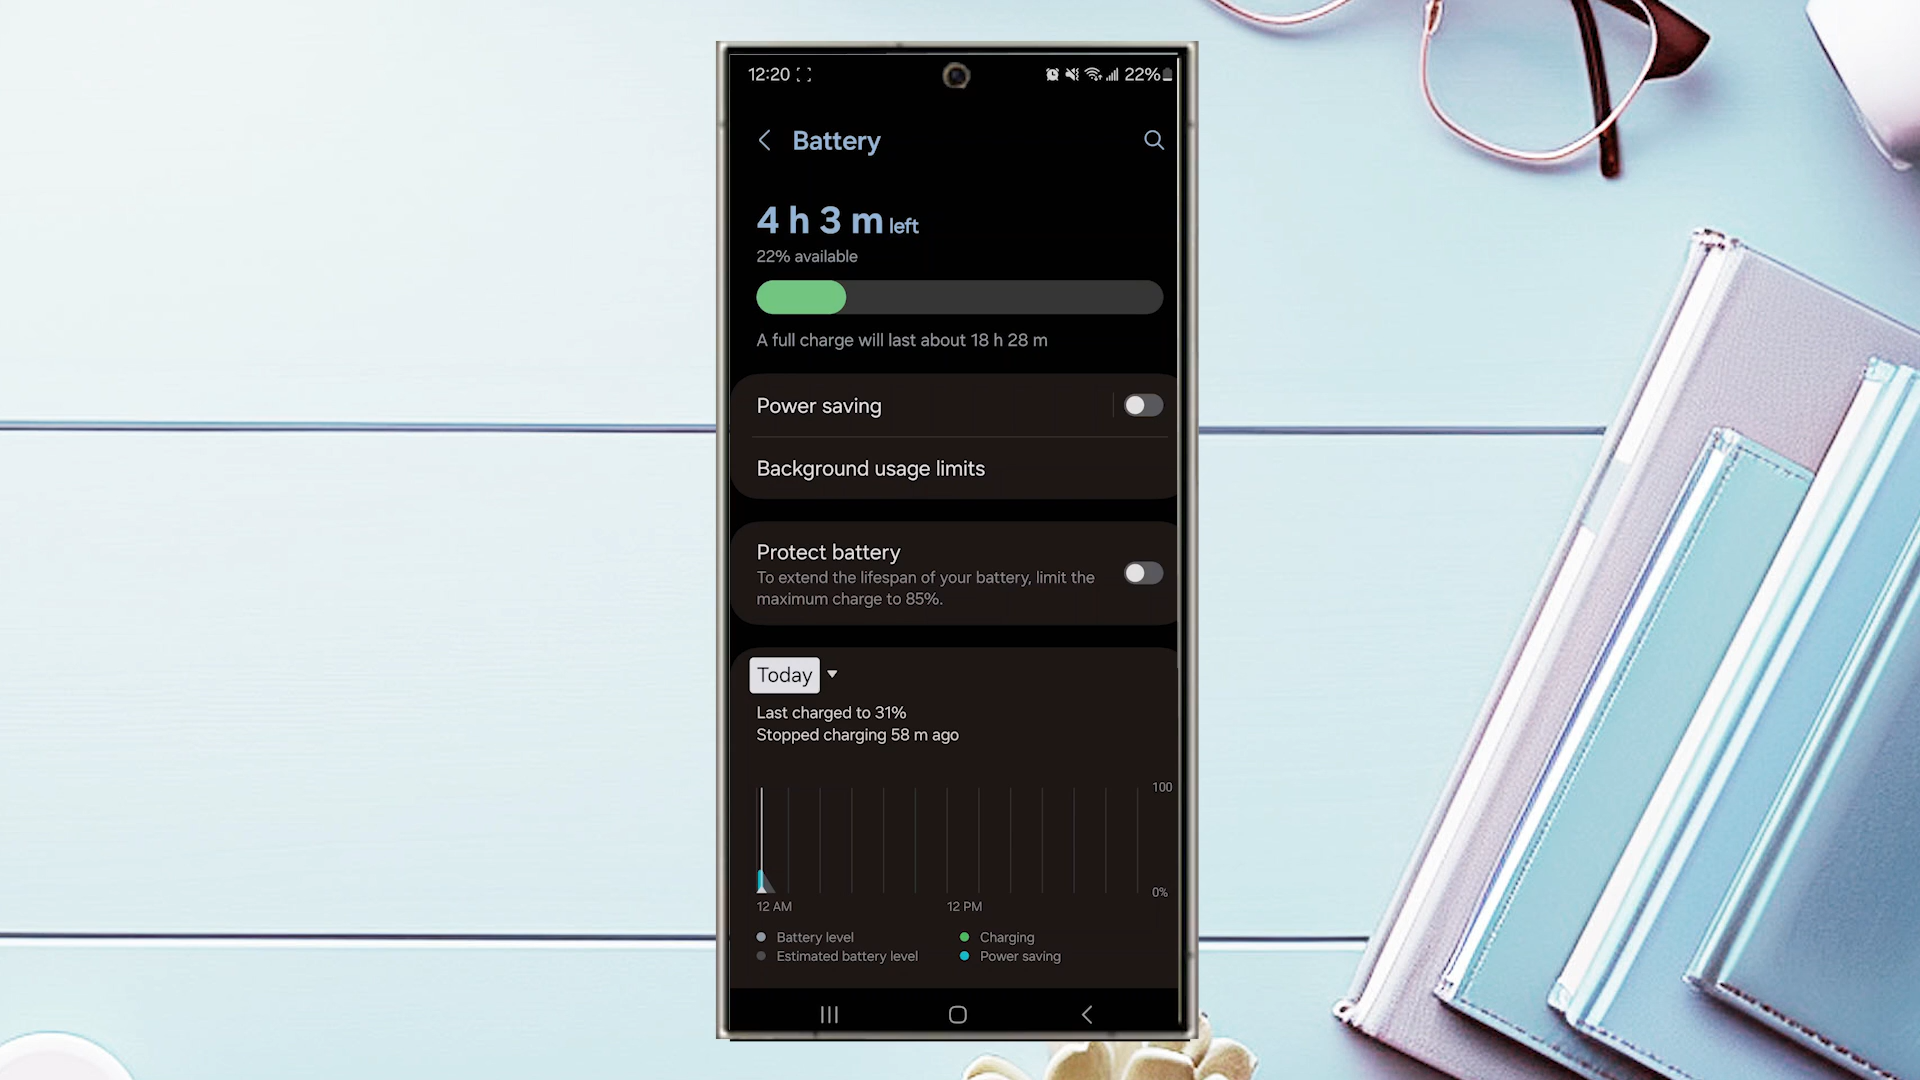 12:20 22%
Battery
4 h 3 m left
22% available
A full charge will last about 18 h 28 m
Power saving
Background usage limits
Protect battery
To extend the lifespan of your battery, limit the
maximum charge to 85%.
Today
Last charged to 31%
Stopped charging 58 m ago
100
0%
12 AM 12 PM
Battery level Charging
Estimated battery level Power saving